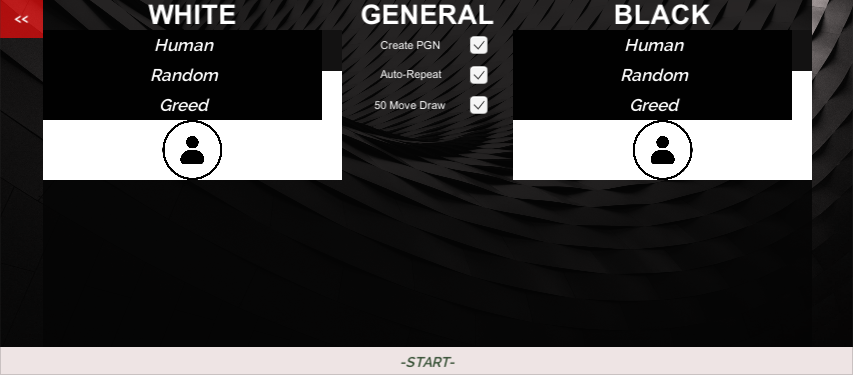 <<
WHITE
GENERAL
BLACK
Human
Create PGN
Human
Random
Auto-Repeat
Random
Greed
50 Move Draw
Greed
-START-